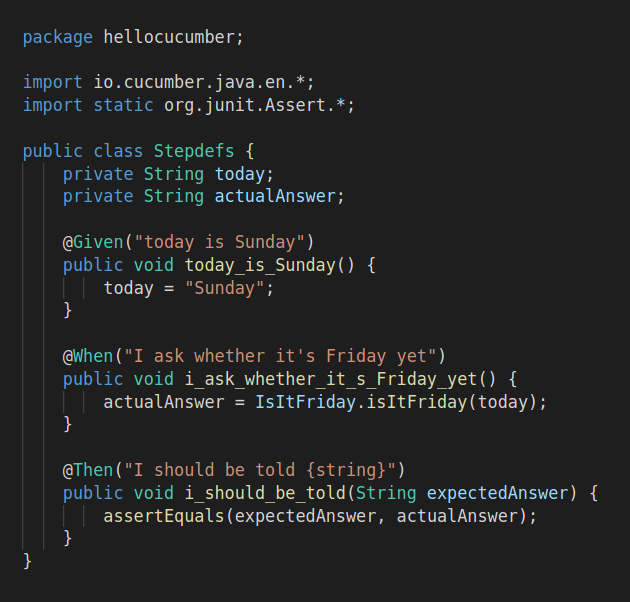 package hellocucumber;

import io.cucumber.java.en.*;
import static org.junit.Assert.*;

public class Stepdefs {
    private String today;
    private String actualAnswer;

    @Given("today is Sunday")
    public void today_is_Sunday() {
        today = "Sunday";
    }

    @When("I ask whether it's Friday yet")
    public void i_ask_whether_it_s_Friday_yet() {
        actualAnswer = IsItFriday.isItFriday(today);
    }

    @Then("I should be told {string}")
    public void i_should_be_told(String expectedAnswer) {
        assertEquals(expectedAnswer, actualAnswer);
    }
}